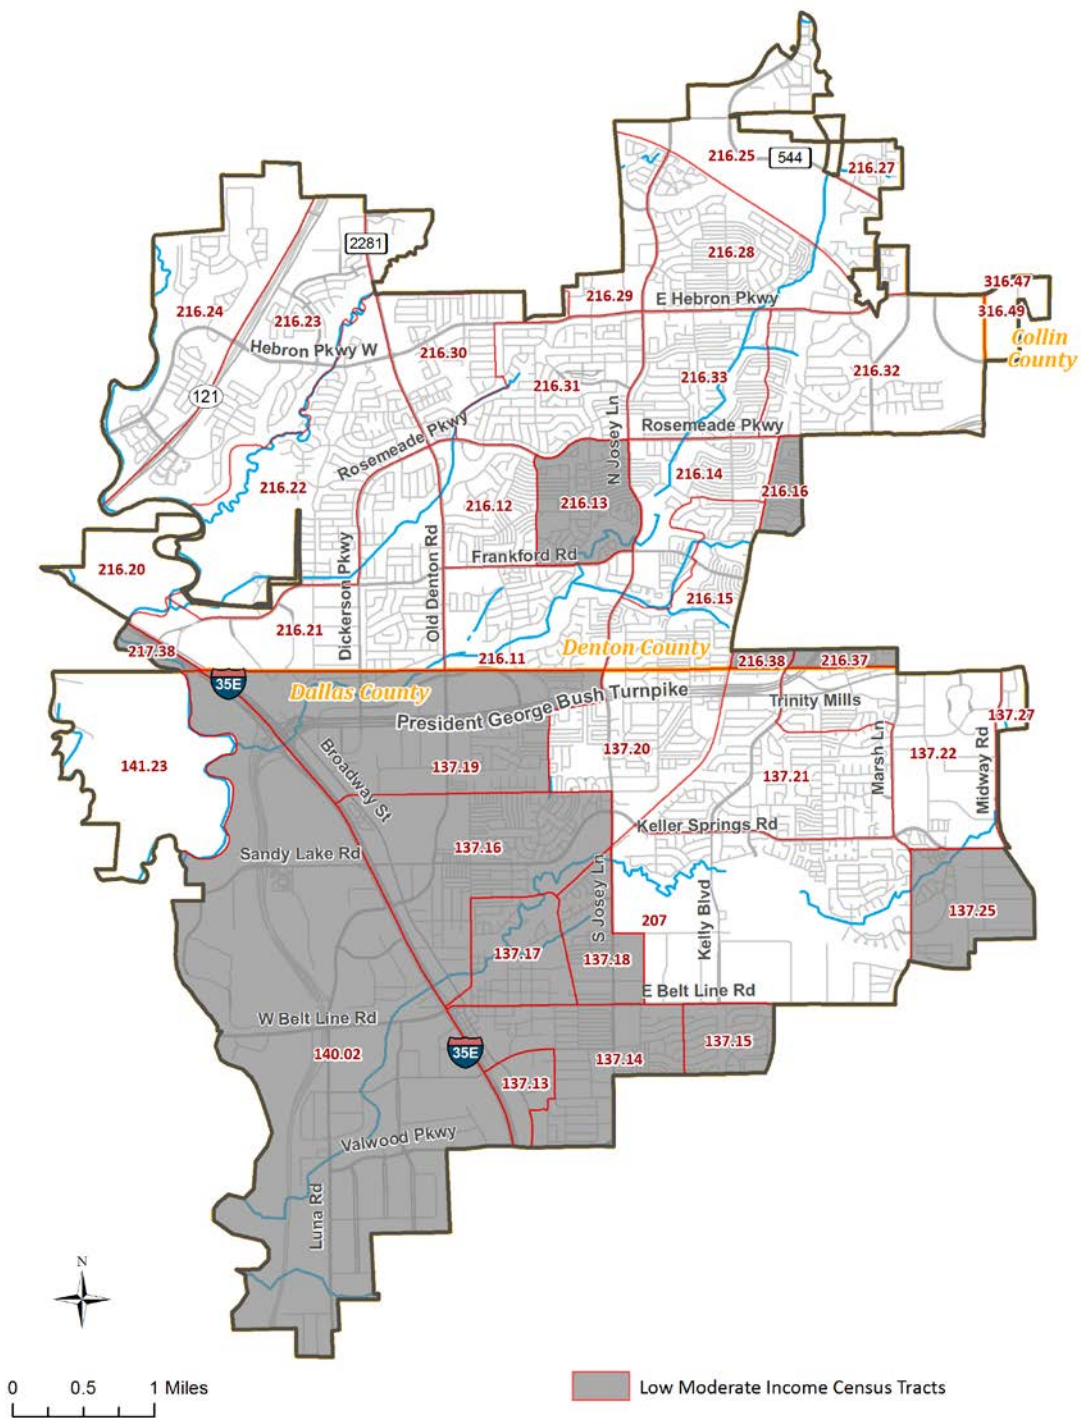 216.25
544
216.27
2281
216.28
216.24
216.23
216.29
E Hebron Pkwy
316.47
316.49
Collin
County
Hebron Pkwy W
216.30
216.31
216.33
216.32
121
N Josey Ln
Rosemeade Pkwy
Rosemeade Pkwy
216.22
216.12
216.13
216.14
216.16
Frankford Rd
Dickerson Pkwy
Old Denton Rd
216.20
216.15
216.21
217.38
216.11
Denton County
216.38
216.37
35E
Dallas County
President George Bush Turnpike
Trinity Mills
137.27
141.23
Broadway St
137.19
137.20
137.21
Marsh Ln
137.22
Midway Rd
Keller Springs Rd
Sandy Lake Rd
137.16
S Josey Ln
Kelly Blvd
207
137.25
137.17
137.18
E Belt Line Rd
W Belt Line Rd
140.02
35E
137.14
137.15
137.13
Valwood Pkwy
Luna Rd
N
0 0.5 1 Miles
Low Moderate Income Census Tracts